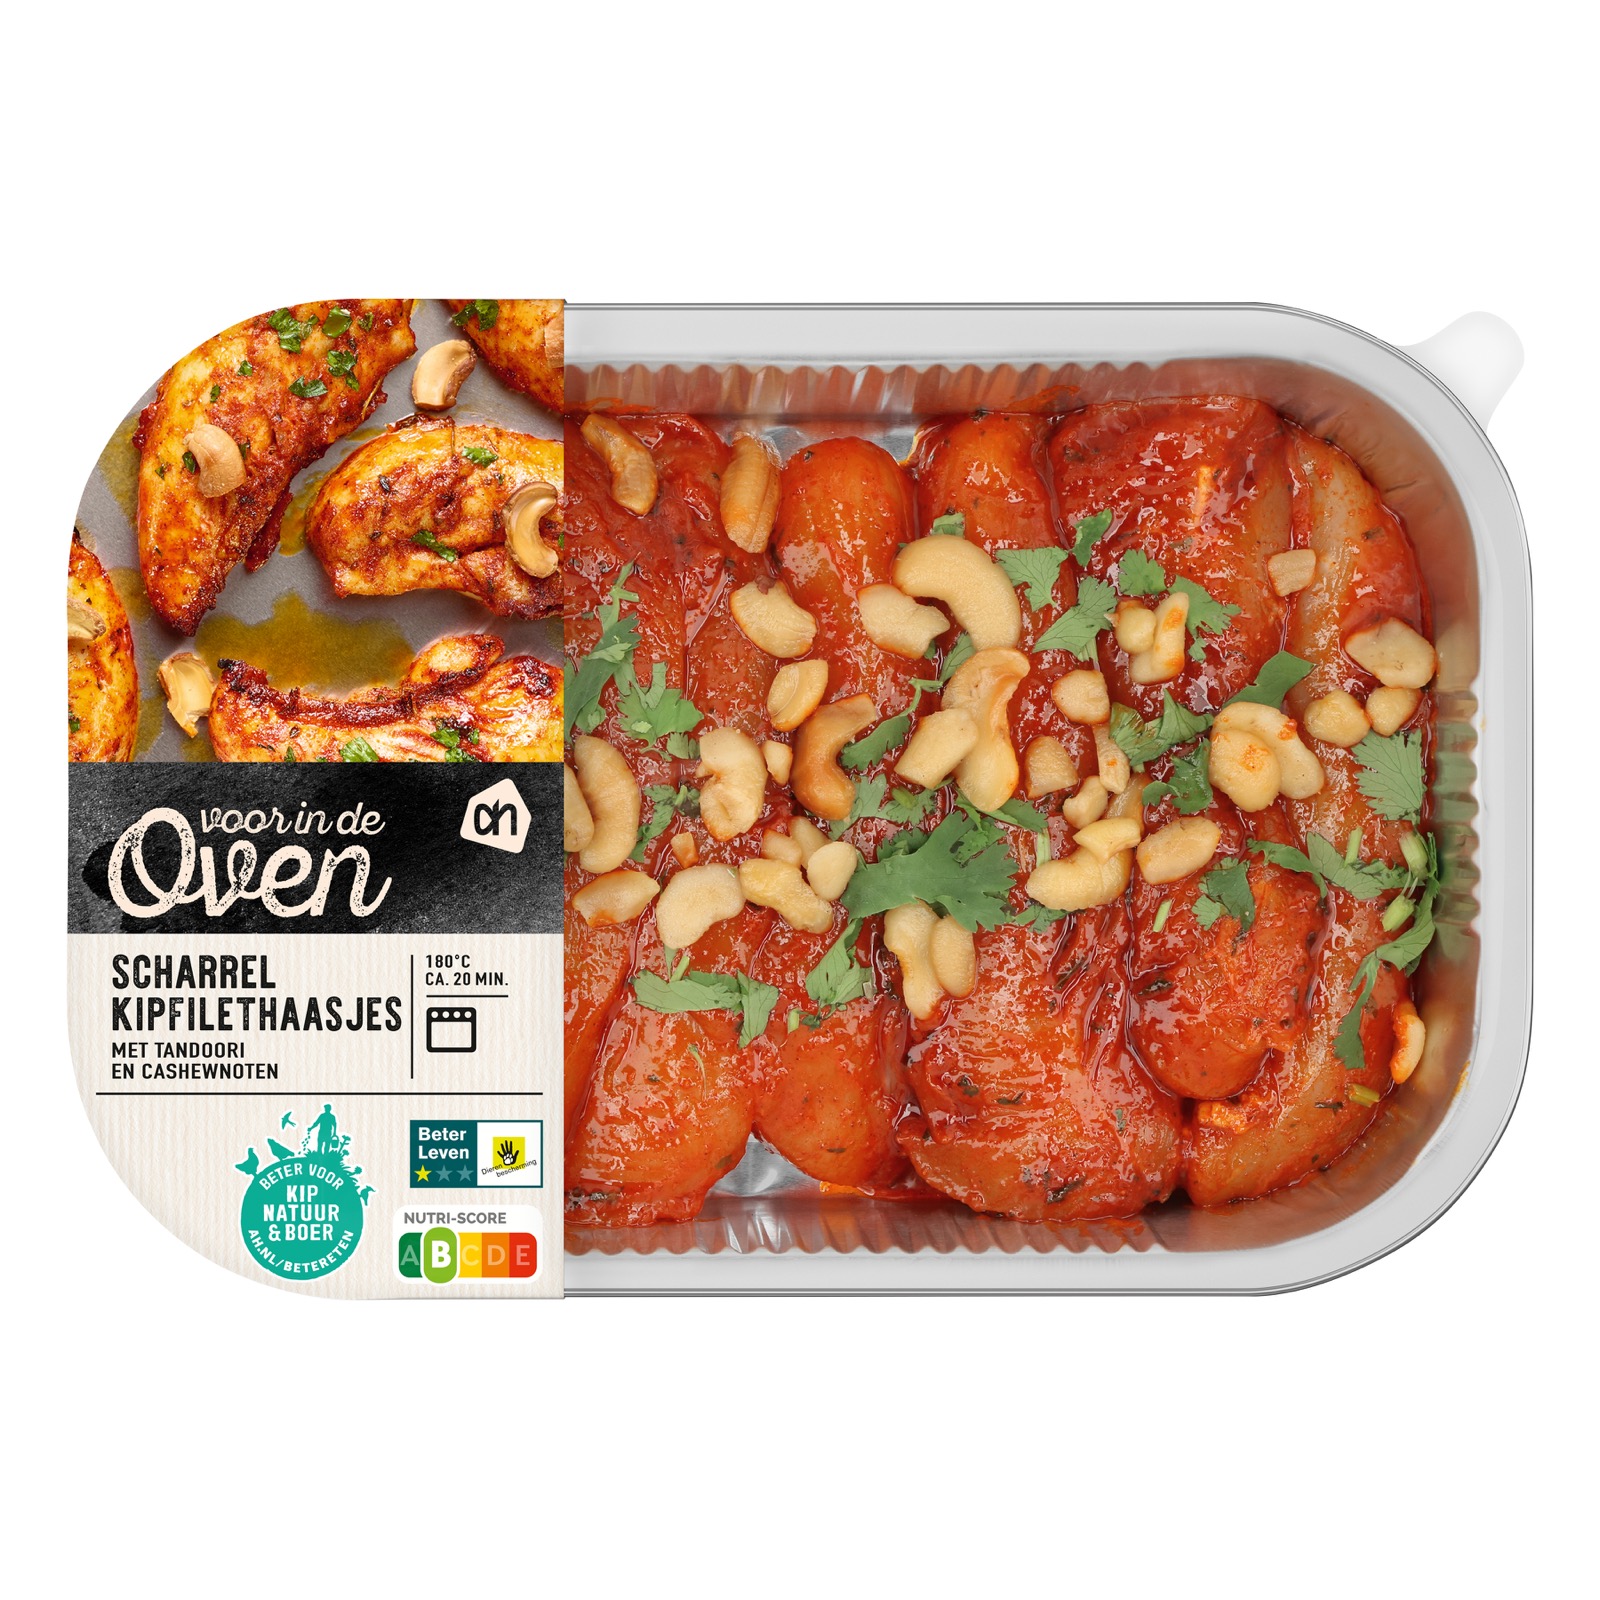 voor in de
Oven
ah
SCHARREL
KIPFILETHAASJES
MET TANDOORI
EN CASHEWNOTEN
180°C
CA. 20 MIN.
BETER VOOR
KIP
NATUUR
& BOER
AH.NL/BETERETEN
Beter
Leven
Dieren
bescherming
NUTRI-SCORE
A B C D E